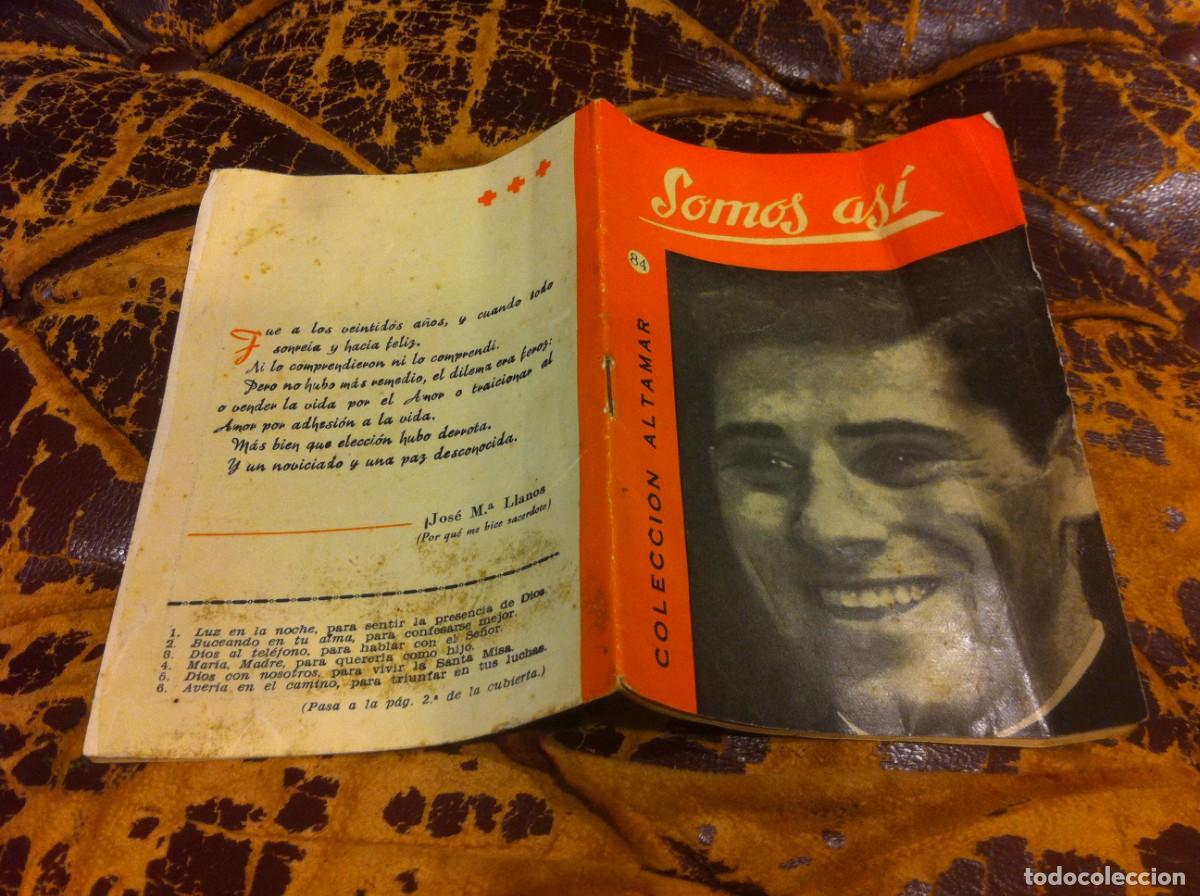 Fue a los veintidós años, y cuando todo
sonreía y hacía feliz.
Ni lo comprendieron ni lo comprendí.
Pero no hubo más remedio, el dilema era feroz:
o vender la vida por el Amor o traicionar al
Amor por adhesión a la vida.
Más bien que elección hubo derrota.
Y un noviciado y una paz desconocida.
José M.ª Llanos
(Por qué me hice sacerdote)
1. Luz en la noche, para sentir la presencia de Dios.
2. Buceando en tu alma, para confesarse mejor.
3. Dios al teléfono, para hablar con el Señor.
4. María, Madre, para quererla como hijo.
5. Dios con nosotros, para vivir la Santa Misa.
6. Avería en el camino, para triunfar en tus luchas.
(Pasa a la pág. 2.ª de la cubierta.)
Somos así
84
COLECCION ALTAMAR
todocoleccion